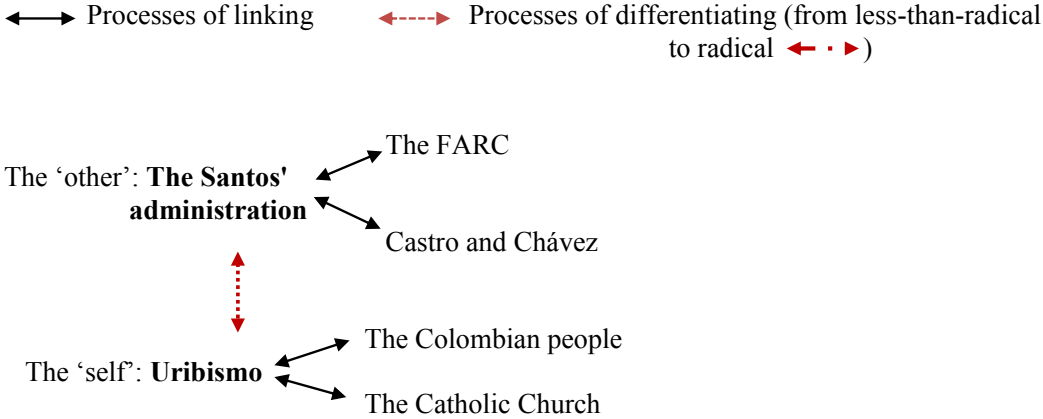 Processes of linking
Processes of differentiating (from less-than-radical
to radical )
The FARC
The ‘other’: The Santos'
administration
Castro and Chávez
The Colombian people
The ‘self’: Uribismo
The Catholic Church